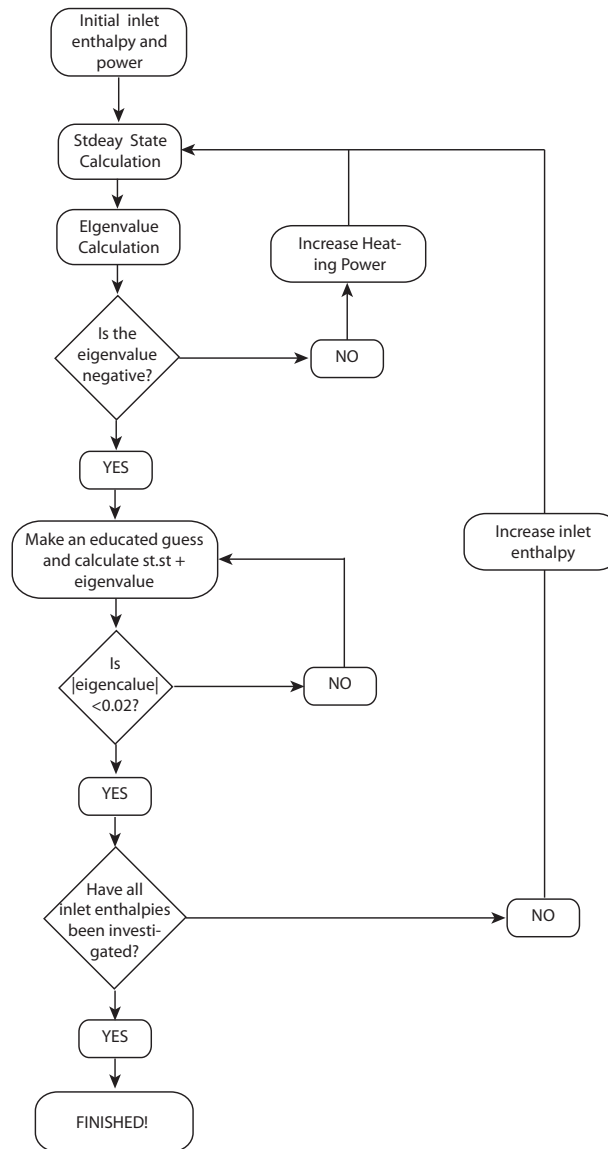 Initial inlet
enthalpy and
power
Stdeay State
Calculation
EIgenvalue
Calculation
Increase Heat-
ing Power
Is the
eigenvalue
negative?
NO
YES
Make an educated guess
and calculate st.st +
eigenvalue
Increase inlet
enthalpy
Is
|eigencalue|
<0.02?
NO
YES
Have all
inlet enthalpies
been investi-
gated?
NO
YES
FINISHED!